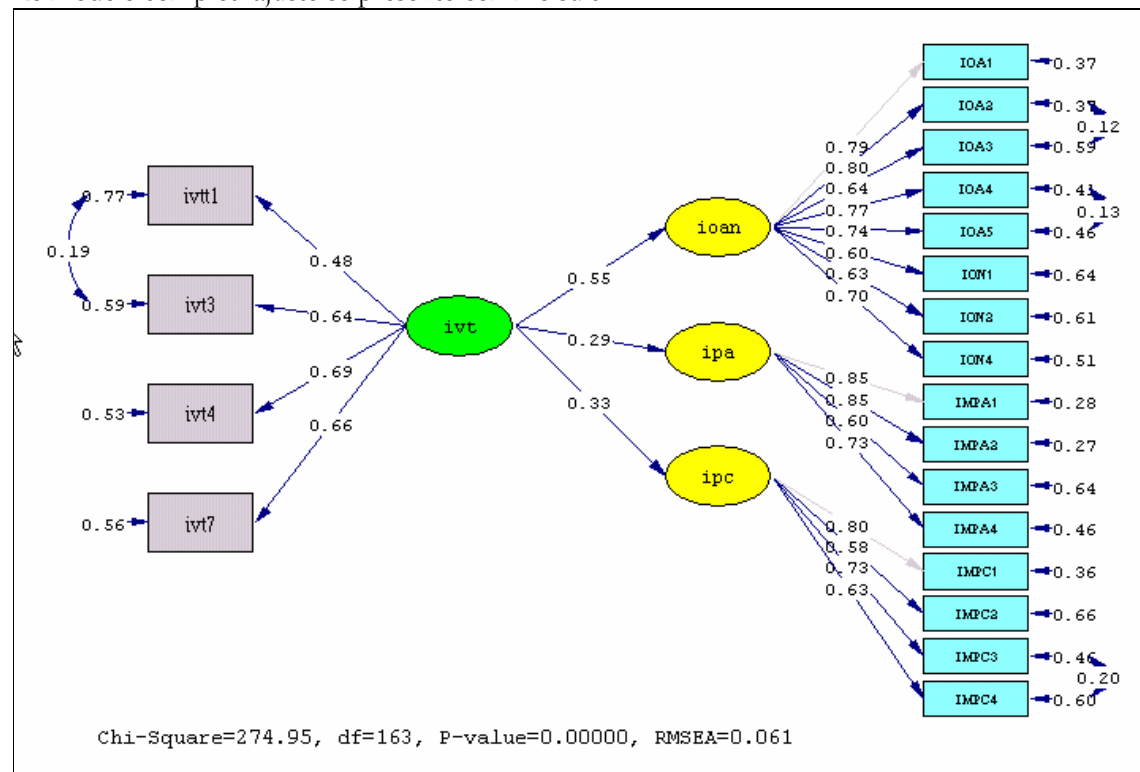 ivtt1
ivt3
ivt4
ivt7
0.77
0.59
0.53
0.56
0.19
0.48
0.64
0.69
0.66
ivt
0.55
0.29
0.33
ioan
ipa
ipc
0.79
0.80
0.64
0.77
0.74
0.60
0.63
0.70
0.85
0.85
0.60
0.73
0.80
0.58
0.73
0.63
IOA1 0.37
IOA2 0.37
0.12
IOA3 0.59
IOA4 0.41
0.13
IOA5 0.46
ION1 0.64
ION2 0.61
ION4 0.51
IMPA1 0.28
IMPA2 0.27
IMPA3 0.64
IMPA4 0.46
IMPC1 0.36
IMPC2 0.66
IMPC3 0.46
0.20
IMPC4 0.60
Chi-Square=274.95, df=163, P-value=0.00000, RMSEA=0.061